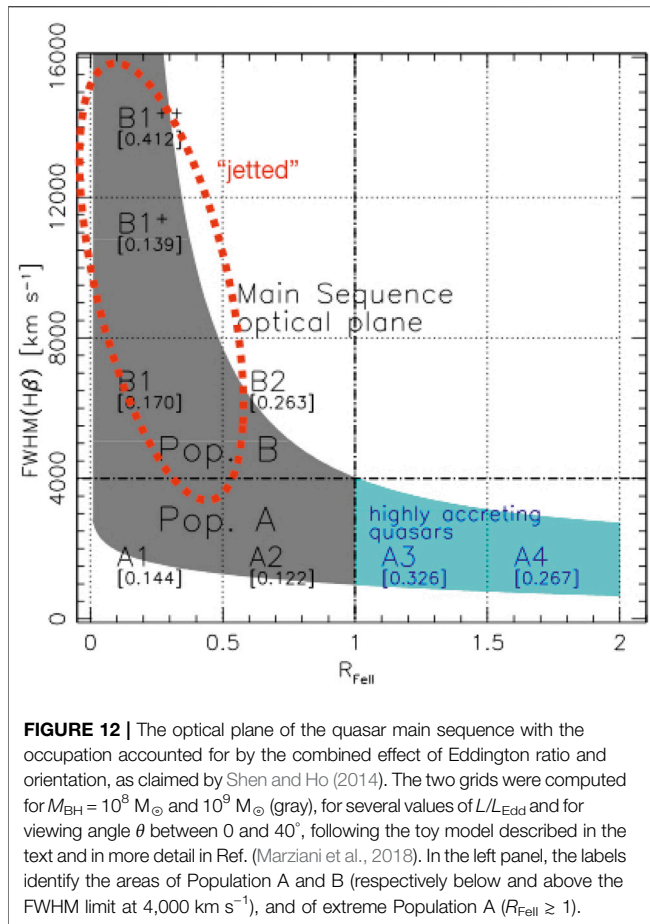 16000
12000
8000
4000
0
FWHM(Hβ) [km s⁻¹]
B1⁺⁺
[0.412]
"jetted"
B1⁺
[0.139]
Main Sequence
optical plane
B1
[0.170]
B2
[0.263]
Pop. B
Pop. A
highly accreting
quasars
A1
[0.144]
A2
[0.122]
A3
[0.326]
A4
[0.267]
0 0.5 1 1.5 2
R_FeII
FIGURE 12 | The optical plane of the quasar main sequence with the
occupation accounted for by the combined effect of Eddington ratio and
orientation, as claimed by Shen and Ho (2014). The two grids were computed
for M_BH = 10⁸ M_⊙ and 10⁹ M_⊙ (gray), for several values of L/L_Edd and for
viewing angle θ between 0 and 40°, following the toy model described in the
text and in more detail in Ref. (Marziani et al., 2018). In the left panel, the labels
identify the areas of Population A and B (respectively below and above the
FWHM limit at 4,000 km s⁻¹), and of extreme Population A (R_FeII ≳ 1).